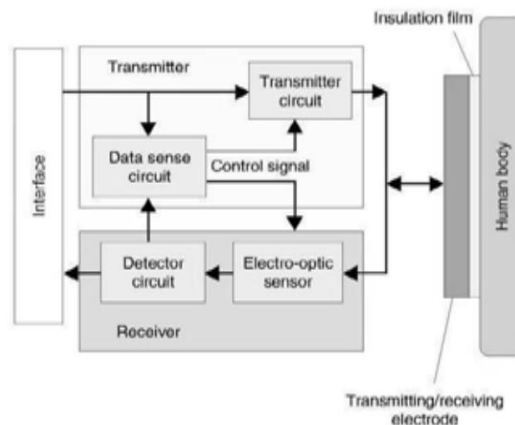 Insulation film
Transmitter
Transmitter
circuit
Data sense
circuit
Control signal
Interface
Human body
Detector
circuit
Electro-optic
sensor
Receiver
Transmitting/receiving
electrode